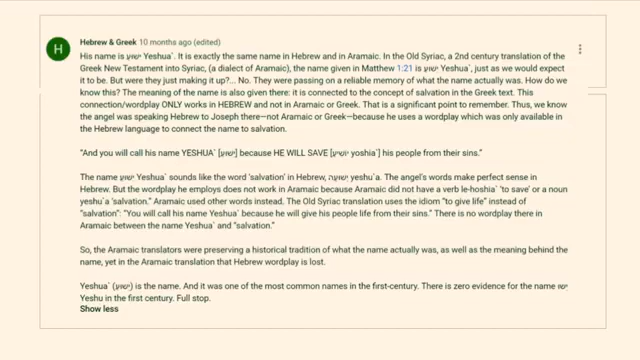 H
Hebrew & Greek 10 months ago (edited)
His name is ישוע Yeshua`. It is exactly the same name in Hebrew and in Aramaic. In the Old Syriac, a 2nd century translation of the
Greek New Testament into Syriac, (a dialect of Aramaic), the name given in Matthew 1:21 is ישוע Yeshua`, just as we would expect
it to be. But were they just making it up?... No. They were passing on a reliable memory of what the name actually was. How do we
know this? The meaning of the name is also given there: it is connected to the concept of salvation in the Greek text. This
connection/wordplay ONLY works in HEBREW and not in Aramaic or Greek. That is a significant point to remember. Thus, we know
the angel was speaking Hebrew to Joseph there—not Aramaic or Greek—because he uses a wordplay which was only available in
the Hebrew language to connect the name to salvation.
“And you will call his name YESHUA` [ישוע] because HE WILL SAVE [יושיע yoshia`] his people from their sins.”
The name ישוע Yeshua` sounds like the word ‘salvation’ in Hebrew, ישועה yeshu`a. The angel's words make perfect sense in
Hebrew. But the wordplay he employs does not work in Aramaic because Aramaic did not have a verb le-hoshia` ‘to save’ or a noun
yeshu`a ‘salvation.” Aramaic used other words instead. The Old Syriac translation uses the idiom “to give life” instead of
“salvation”: “You will call his name Yeshua` because he will give his people life from their sins.” There is no wordplay there in
Aramaic between the name Yeshua` and “salvation.”
So, the Aramaic translators were preserving a historical tradition of what the name actually was, as well as the meaning behind the
name, yet in the Aramaic translation that Hebrew wordplay is lost.
Yeshua` (ישוע) is the name. And it was one of the most common names in the first-century. There is zero evidence for the name ישו
Yeshu in the first century. Full stop.
Show less